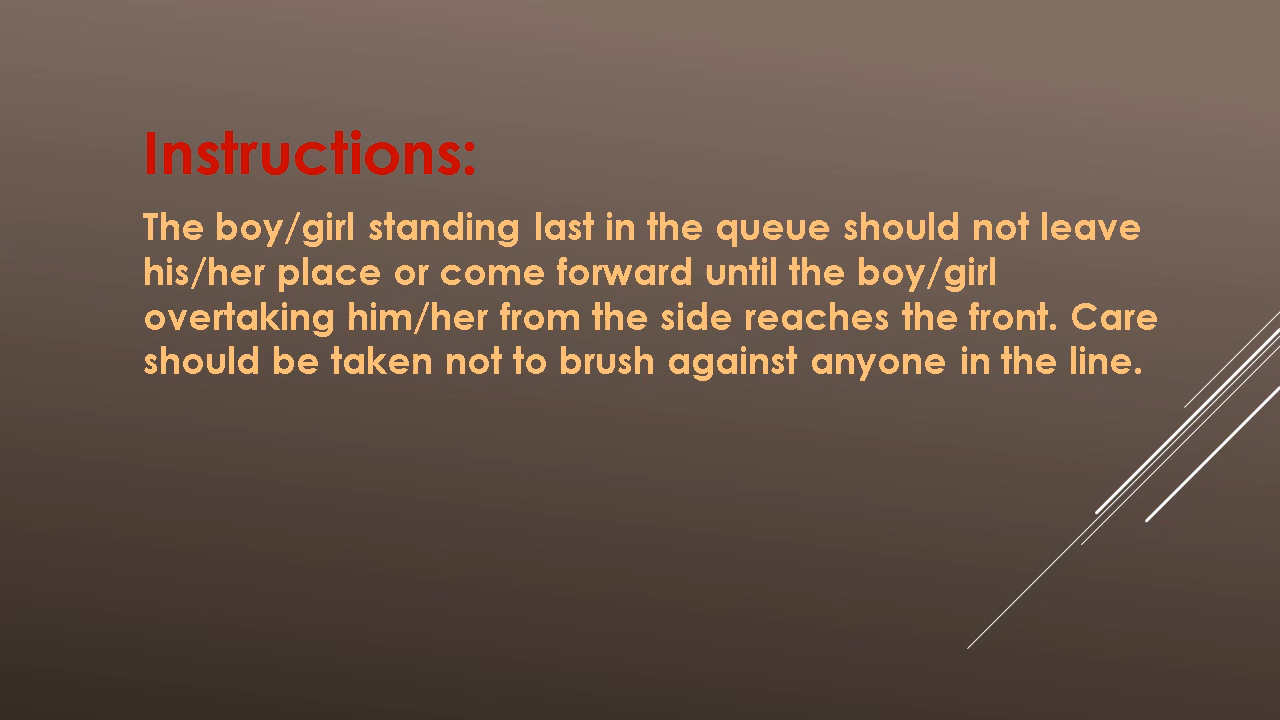 Instructions:
The boy/girl standing last in the queue should not leave
his/her place or come forward until the boy/girl
overtaking him/her from the side reaches the front. Care
should be taken not to brush against anyone in the line.